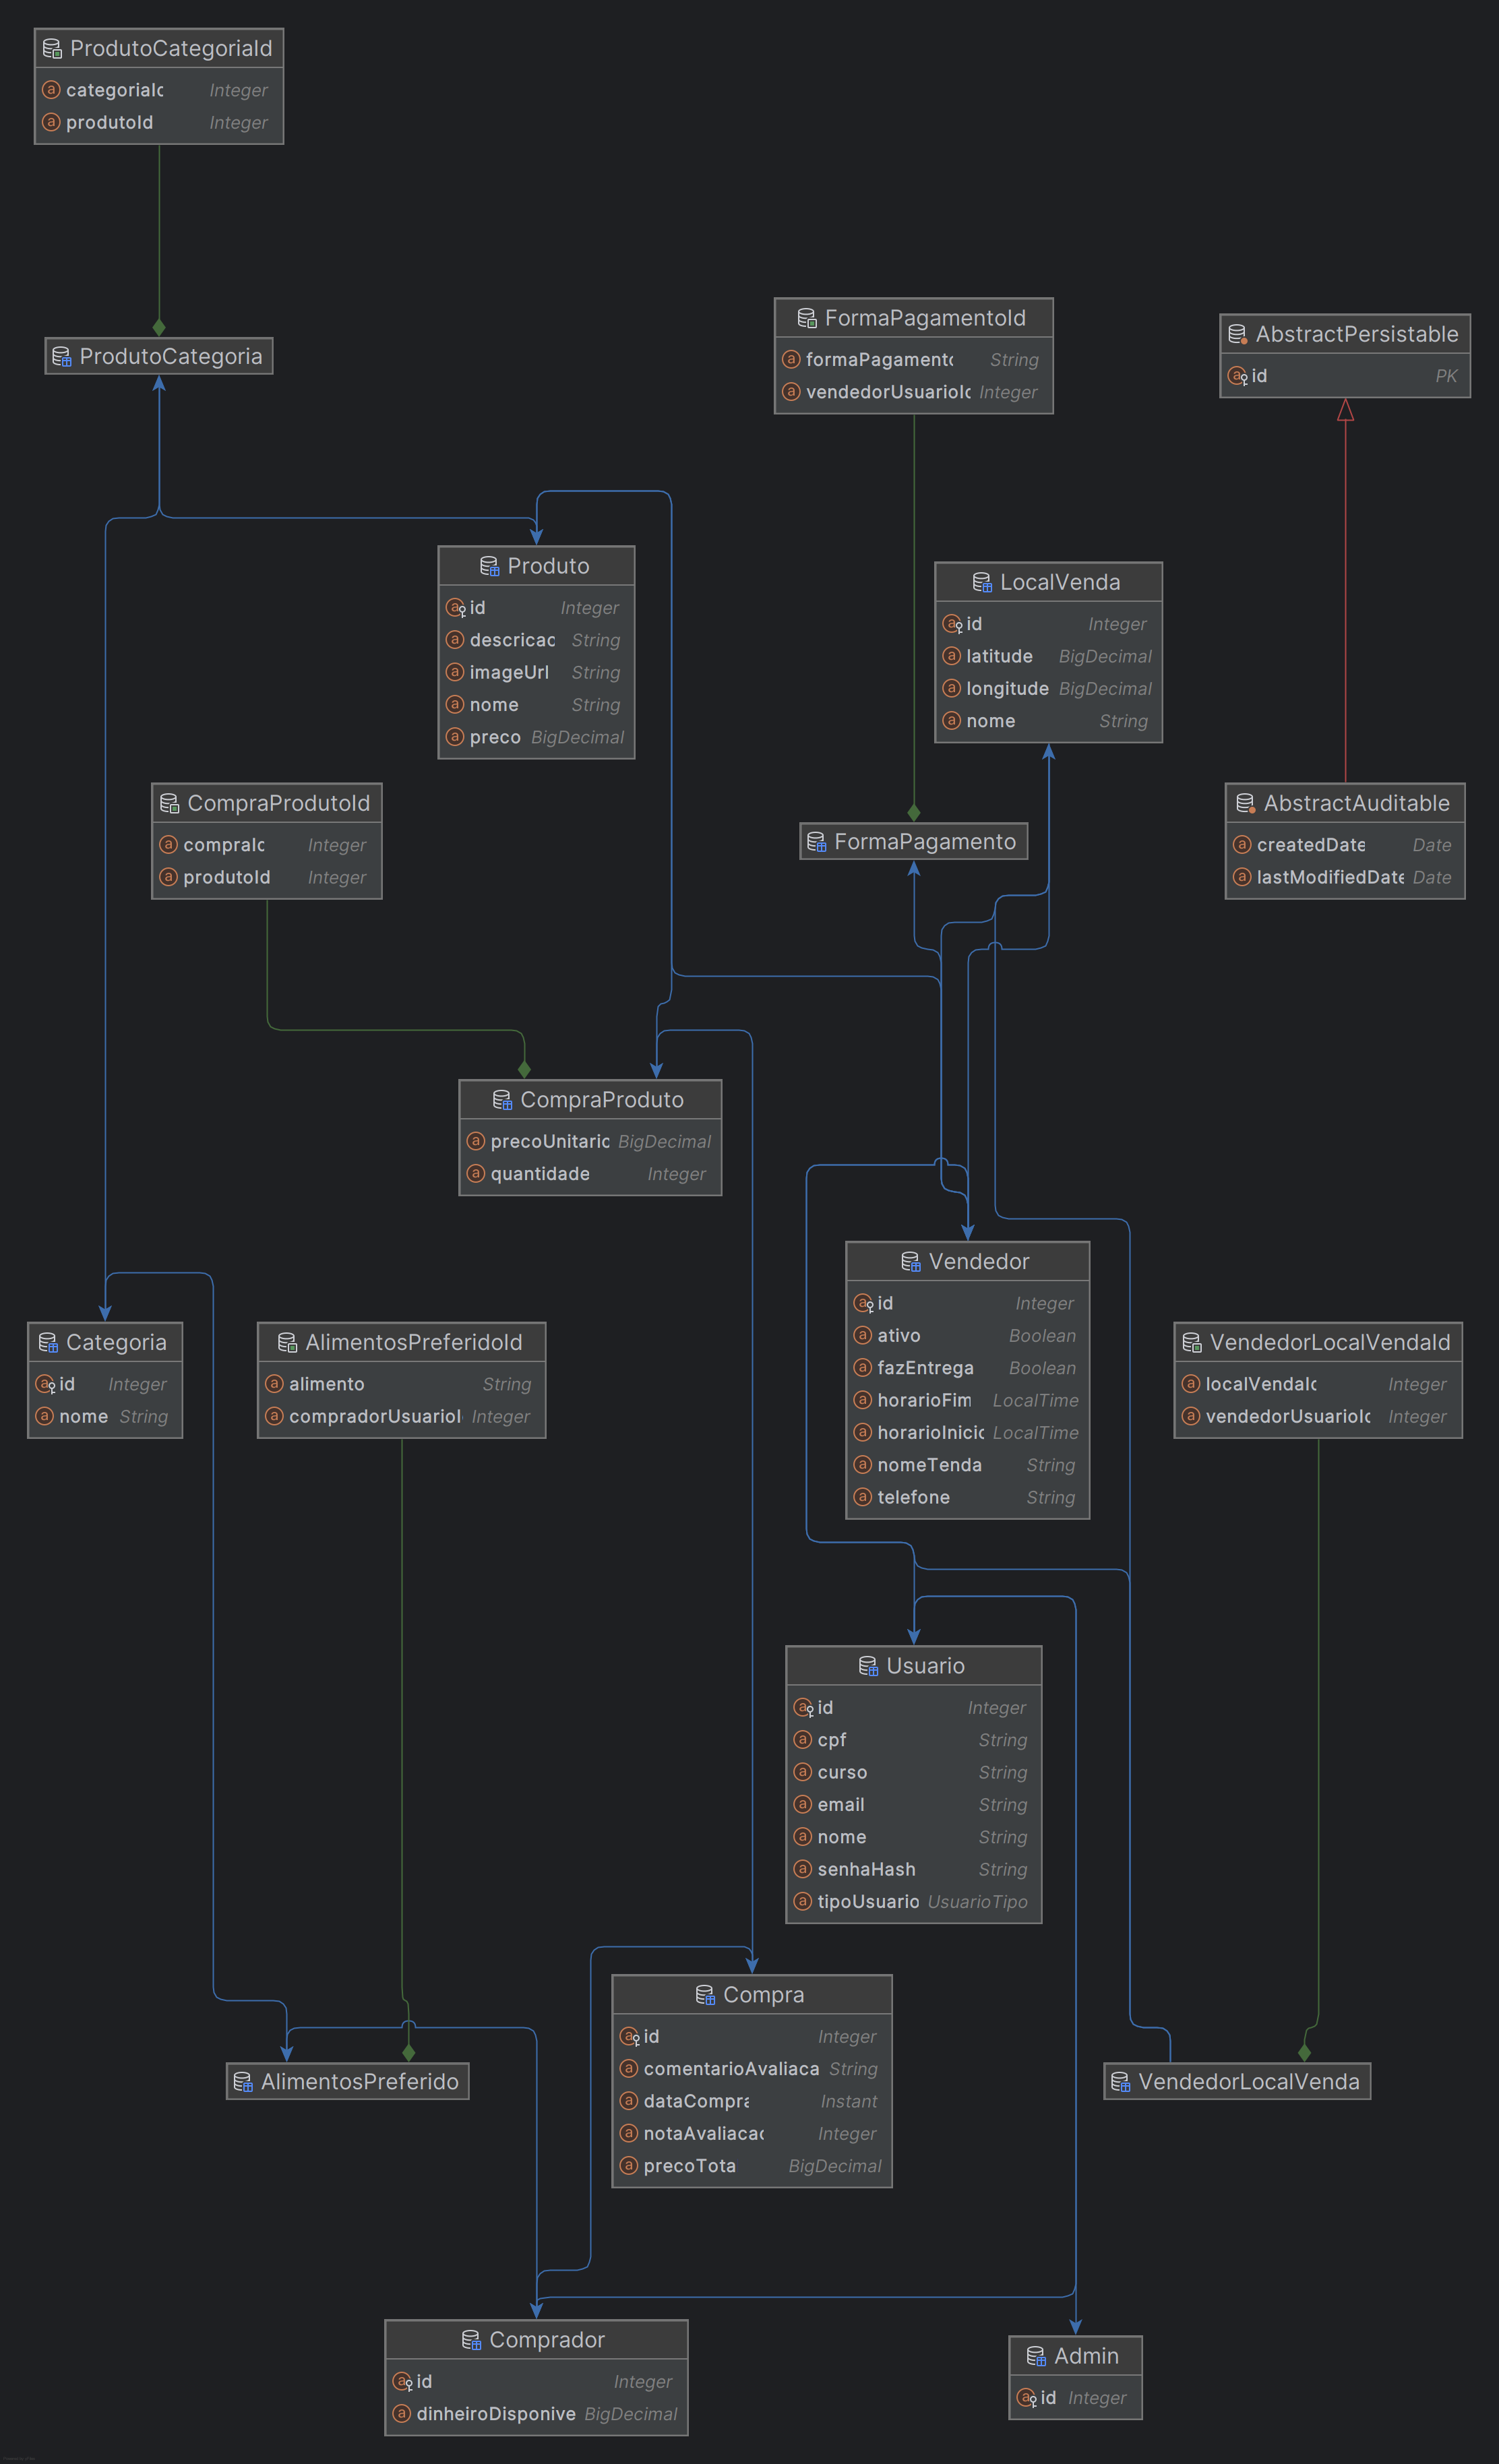 ProdutoCategoriaId
categoriaIc Integer
produtoId Integer
ProdutoCategoria
FormaPagamentoId
formaPagamentc String
vendedorUsuarioIc Integer
AbstractPersistable
id PK
Produto
id Integer
descricac String
imageUrl String
nome String
preco BigDecimal
LocalVenda
id Integer
latitude BigDecimal
longitude BigDecimal
nome String
CompraProdutoId
compraIc Integer
produtoId Integer
FormaPagamento
AbstractAuditable
createdDate Date
lastModifiedDate Date
CompraProduto
precoUnitaric BigDecimal
quantidade Integer
Vendedor
id Integer
ativo Boolean
fazEntrega Boolean
horarioFim LocalTime
horarioInicic LocalTime
nomeTenda String
telefone String
Categoria
id Integer
nome String
AlimentosPreferidoId
alimento String
compradorUsuarioI Integer
VendedorLocalVendaId
localVendaIc Integer
vendedorUsuarioIc Integer
Usuario
id Integer
cpf String
curso String
email String
nome String
senhaHash String
tipoUsuario UsuarioTipo
Compra
id Integer
comentarioAvaliaca String
dataCompra Instant
notaAvaliacac Integer
precoTota BigDecimal
AlimentosPreferido
VendedorLocalVenda
Comprador
id Integer
dinheiroDisponive BigDecimal
Admin
id Integer